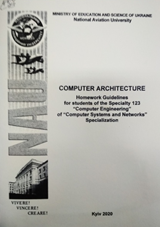 MINISTRY OF EDUCATION AND SCIENCE OF UKRAINE
National Aviation University
NAU
COMPUTER ARCHITECTURE
Homework Guidelines
for students of the Specialty 123
"Computer Engineering"
of "Computer Systems and Networks"
Specialization
VIVERE!
VINCERE!
CREARE!
Kyiv 2020